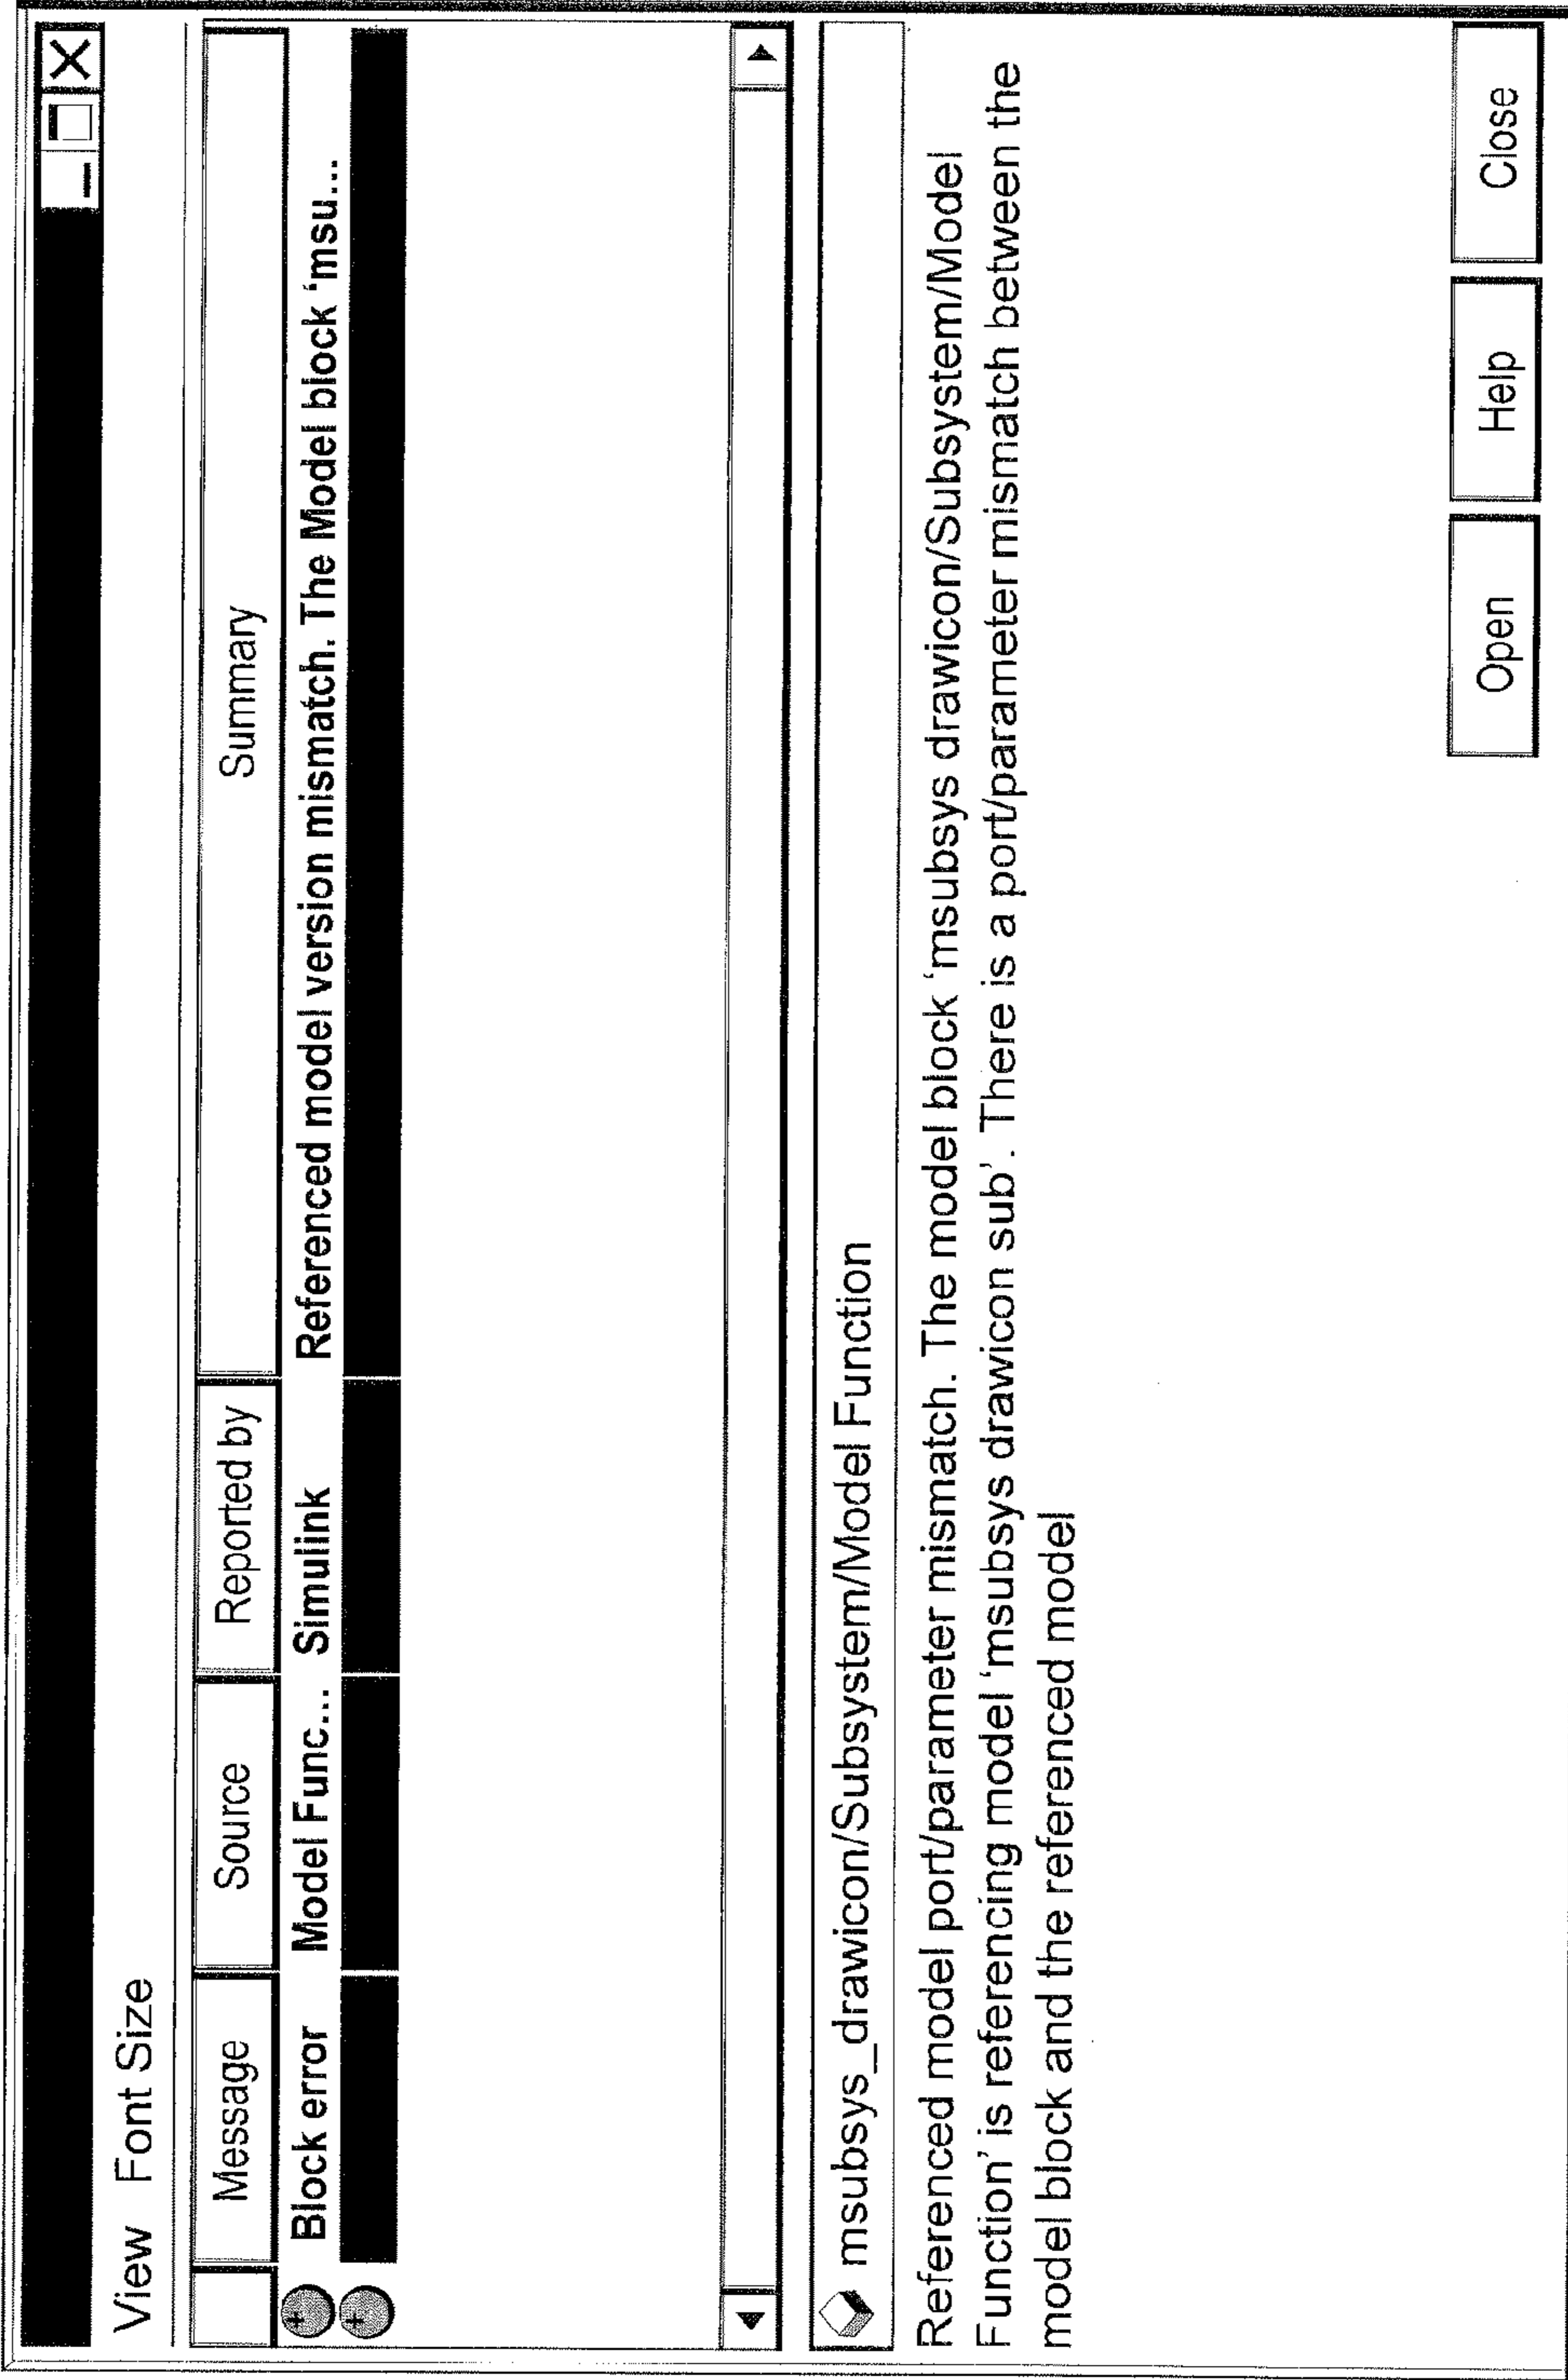 View Font Size
Message Source Reported by Summary
Block error Model Func... Simulink Referenced model version mismatch. The Model block 'msu...
msubsys_drawicon/Subsystem/Model Function
Referenced model port/parameter mismatch. The model block 'msubsys drawicon/Subsystem/Model
Function' is referencing model 'msubsys drawicon sub'. There is a port/parameter mismatch between the
model block and the referenced model
Open Help Close